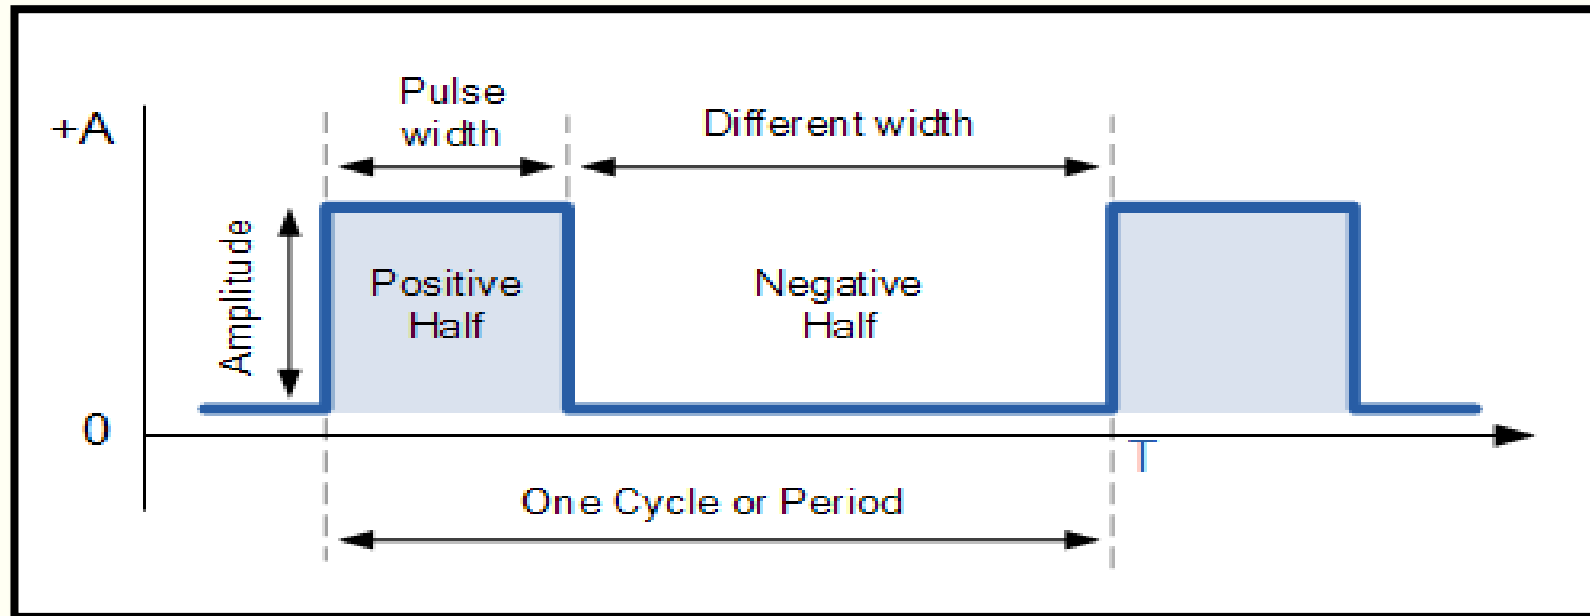 Pulse
width
Different width
+A
Amplitude
Positive
Half
Negative
Half
0
T
One Cycle or Period